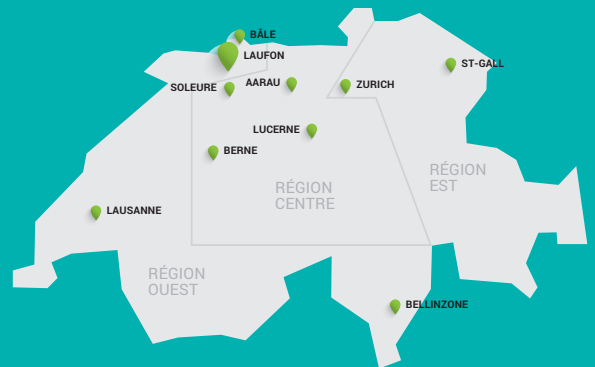 BÂLE
LAUFON
ST-GALL
SOLEURE
AARAU
ZURICH
LUCERNE
BERNE
RÉGION
EST
RÉGION
CENTRE
LAUSANNE
RÉGION
OUEST
BELLINZONE